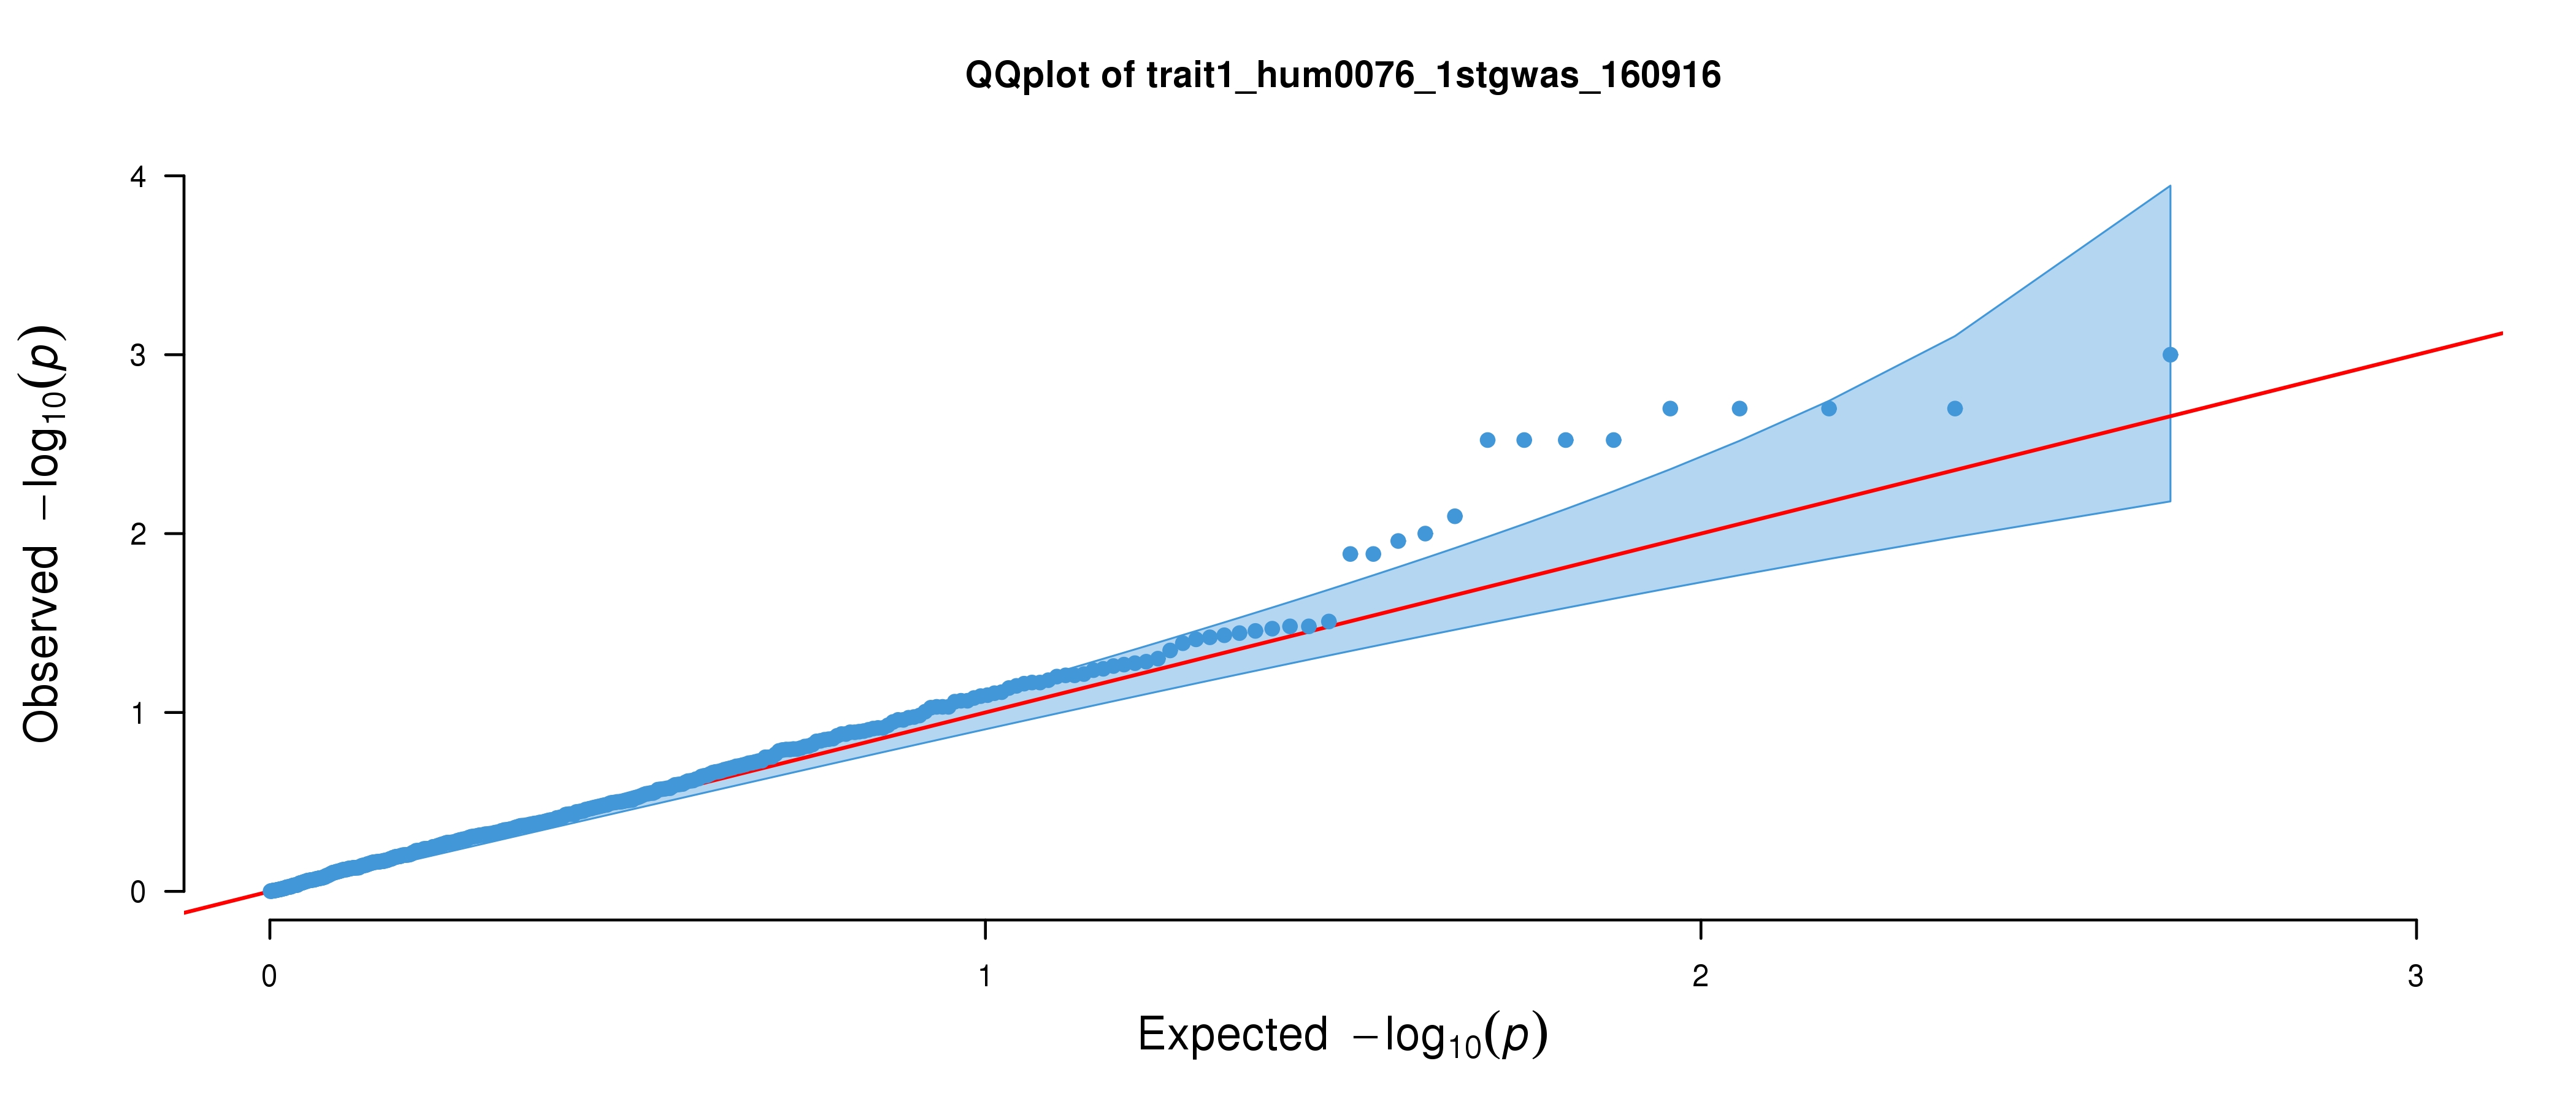 QQplot of trait1_hum0076_1stgwas_160916
4
3
2
1
0
Observed −log10(p)
0 1 2 3
Expected −log10(p)